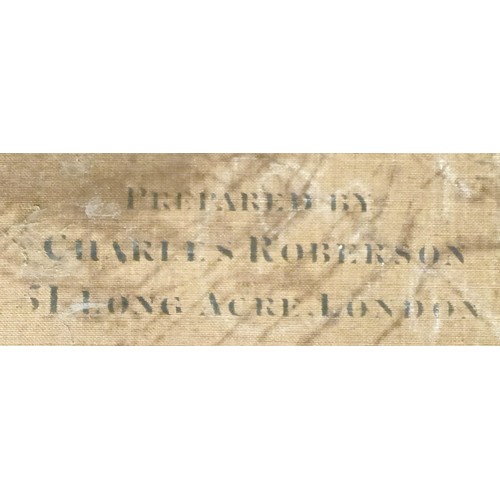 PREPARED BY
CHARLES ROBERSON
51 LONG ACRE, LONDON